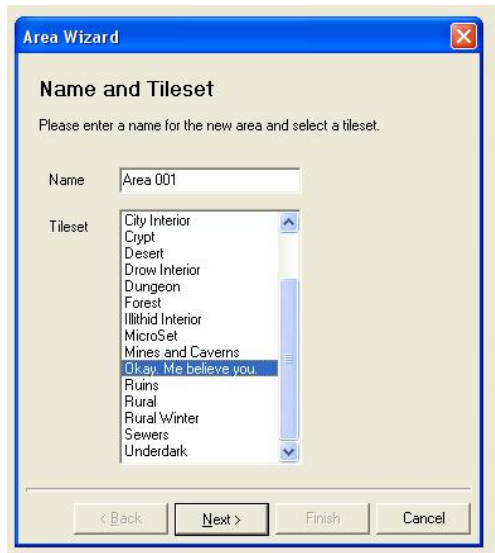 Area Wizard
Name and Tileset
Please enter a name for the new area and select a tileset.
Name
Area 001
Tileset
City Interior
Crypt
Desert
Drow Interior
Dungeon
Forest
Illithid Interior
MicroSet
Mines and Caverns
Okay. Me believe you.
Ruins
Rural
Rural Winter
Sewers
Underdark
< Back Next > Finish Cancel